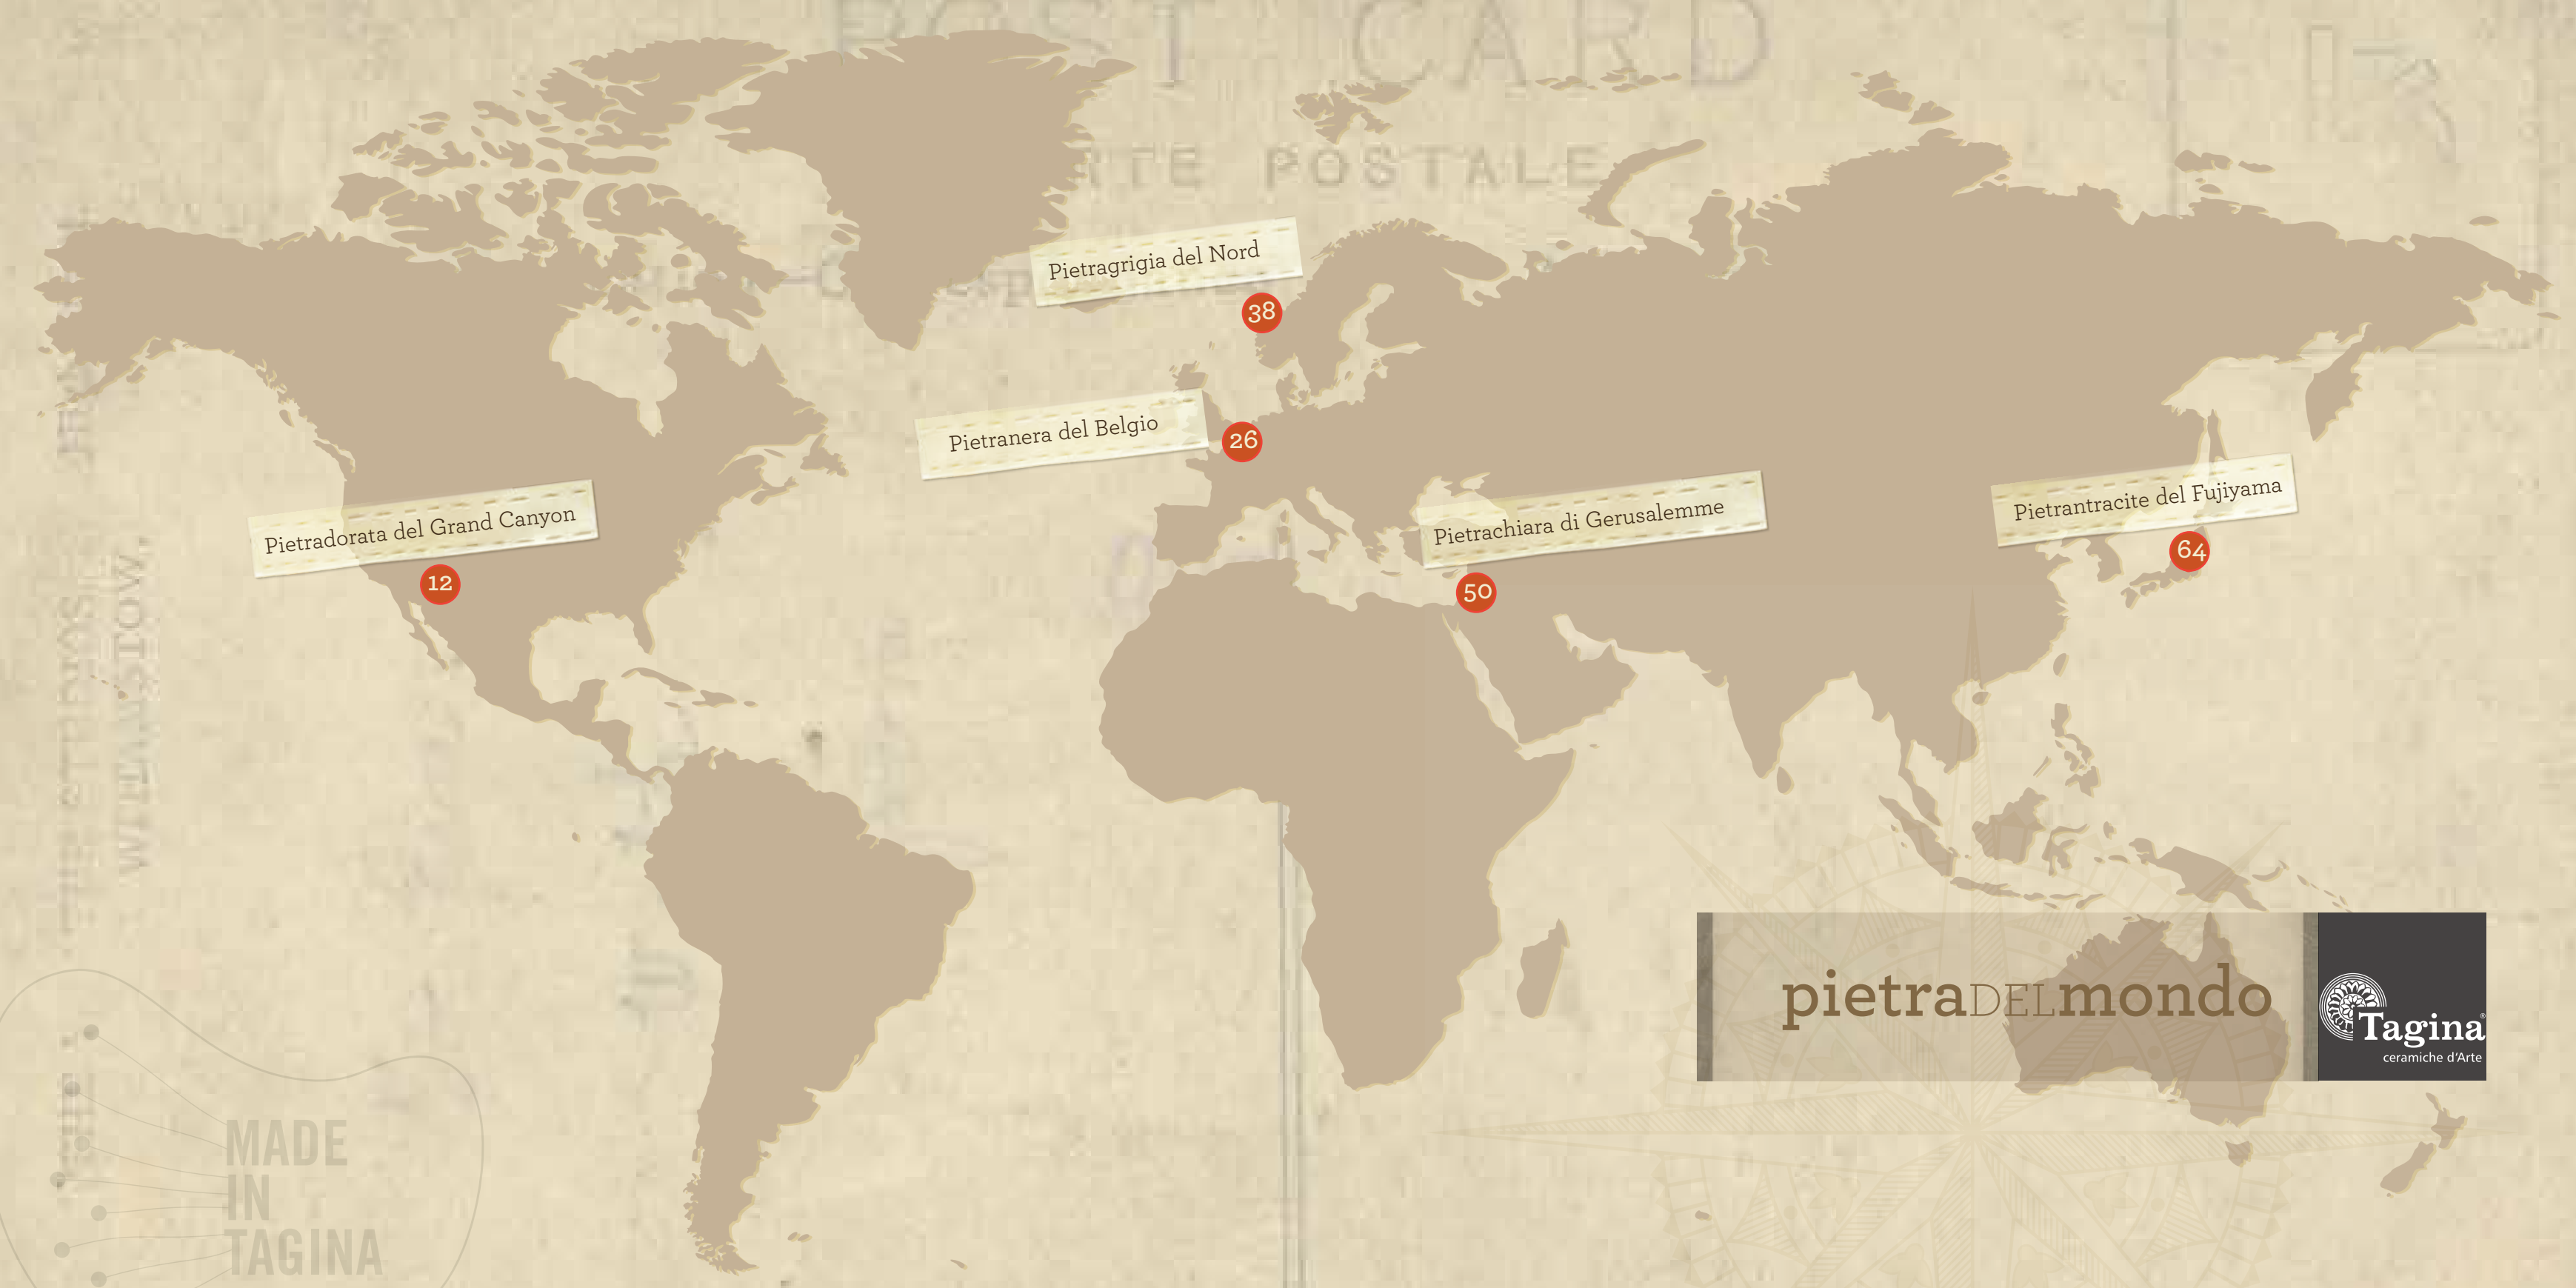 POST CARD
POSTALE
Pietragrigia del Nord
38
Pietranera del Belgio
26
Pietradorata del Grand Canyon
12
Pietrachiara di Gerusalemme
50
Pietrantracite del Fujiyama
64
pietraDELmondo
Tagina®
ceramiche d'Arte
MADE
IN
TAGINA